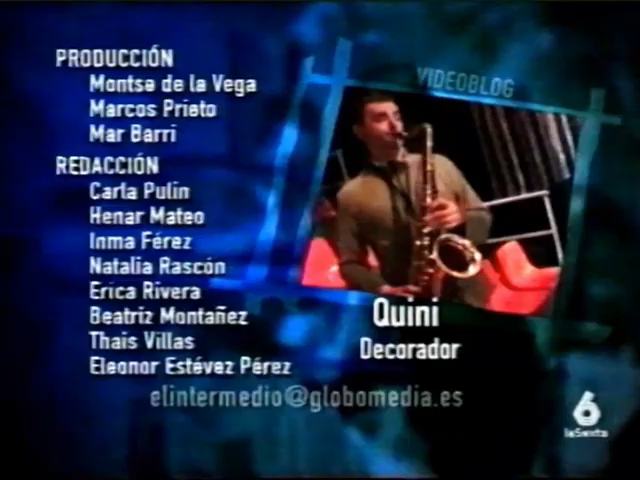 PRODUCCIÓN
Montse de la Vega
Marcos Prieto
Mar Barri
REDACCIÓN
Carla Pulin
Henar Mateo
Inma Férez
Natalia Rascón
Erica Rivera
Beatriz Montañez
Thais Villas
Eleonor Estévez Pérez
VIDEOBLOG
Quini
Decorador
elintermedio@globomedia.es
6
laSexta